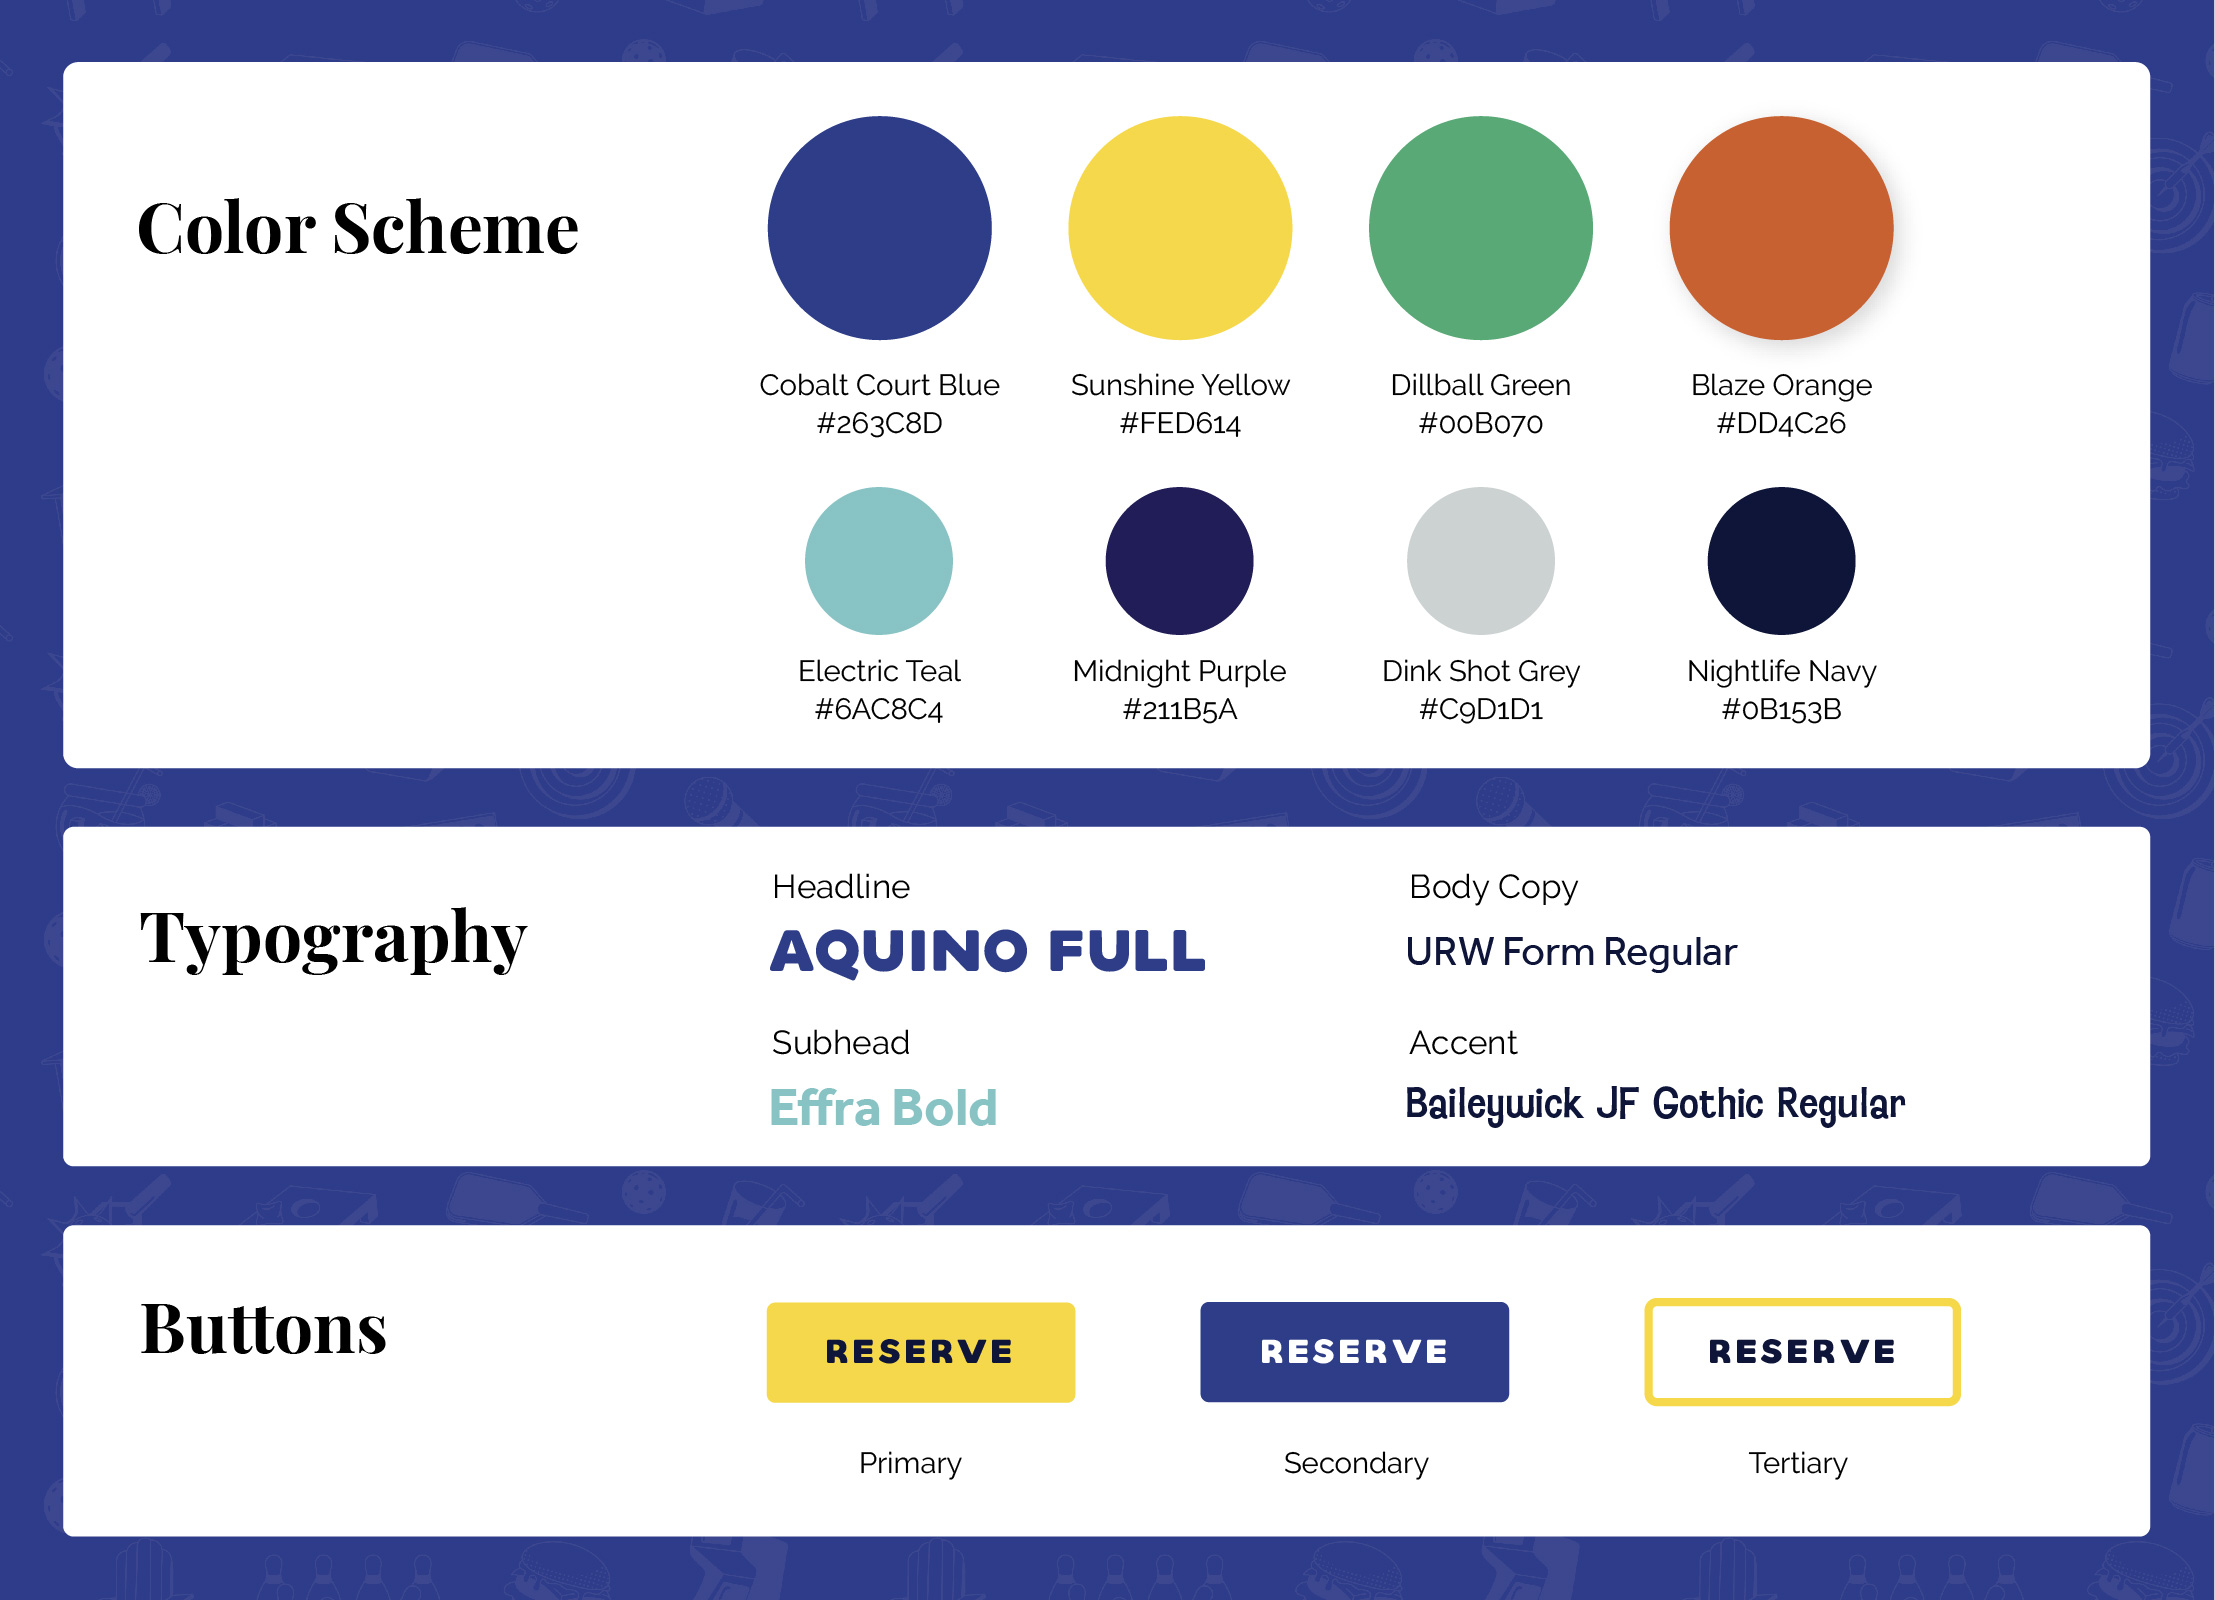 Color Scheme
Cobalt Court Blue
#263C8D
Sunshine Yellow
#FED614
Dillball Green
#00B070
Blaze Orange
#DD4C26
Electric Teal
#6AC8C4
Midnight Purple
#211B5A
Dink Shot Grey
#C9D1D1
Nightlife Navy
#0B153B
Typography
Headline
AQUINO FULL
Body Copy
URW Form Regular
Subhead
Effra Bold
Accent
Baileywick JF Gothic Regular
Buttons
RESERVE
Primary
RESERVE
Secondary
RESERVE
Tertiary